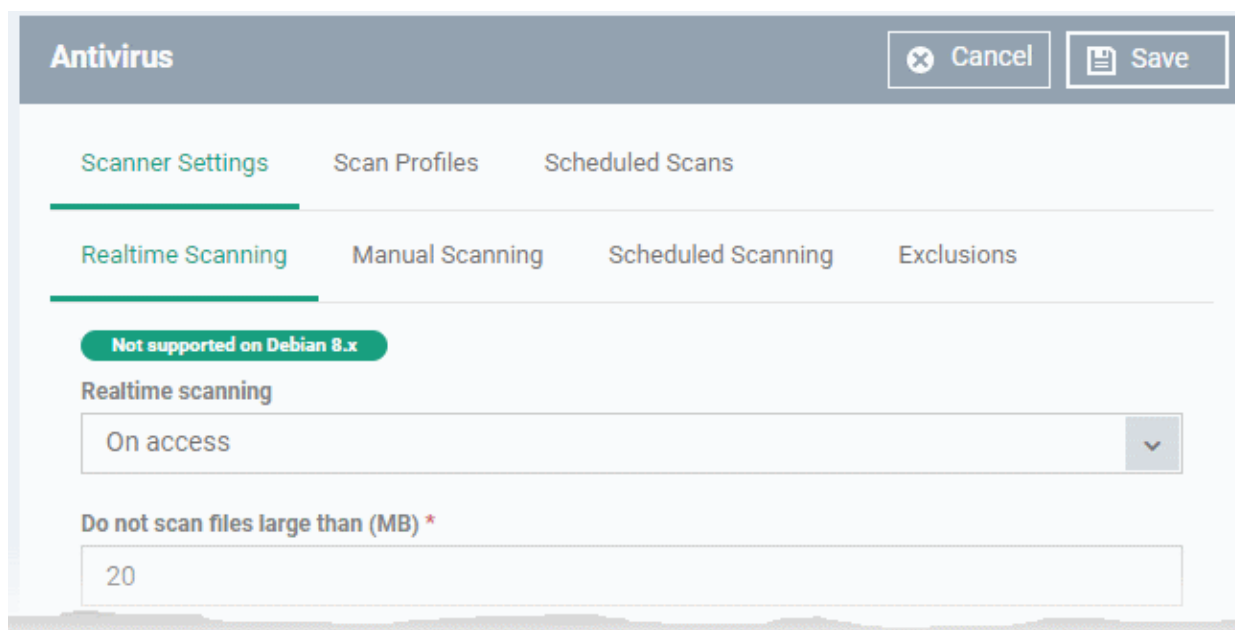 Antivirus
Cancel
Save
Scanner Settings
Scan Profiles
Scheduled Scans
Realtime Scanning
Manual Scanning
Scheduled Scanning
Exclusions
Not supported on Debian 8.x
Realtime scanning
On access
Do not scan files large than (MB) *
20